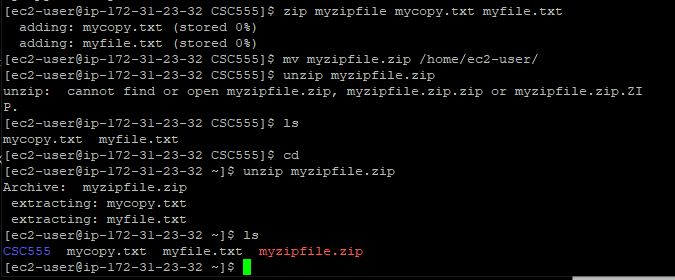 [ec2-user@ip-172-31-23-32 CSC555]$ zip myzipfile mycopy.txt myfile.txt
  adding: mycopy.txt (stored 0%)
  adding: myfile.txt (stored 0%)
[ec2-user@ip-172-31-23-32 CSC555]$ mv myzipfile.zip /home/ec2-user/
[ec2-user@ip-172-31-23-32 CSC555]$ unzip myzipfile.zip
unzip:  cannot find or open myzipfile.zip, myzipfile.zip.zip or myzipfile.zip.ZI
P.
[ec2-user@ip-172-31-23-32 CSC555]$ ls
mycopy.txt  myfile.txt
[ec2-user@ip-172-31-23-32 CSC555]$ cd
[ec2-user@ip-172-31-23-32 ~]$ unzip myzipfile.zip
Archive:  myzipfile.zip
 extracting: mycopy.txt
 extracting: myfile.txt
[ec2-user@ip-172-31-23-32 ~]$ ls
CSC555  mycopy.txt  myfile.txt  myzipfile.zip
[ec2-user@ip-172-31-23-32 ~]$